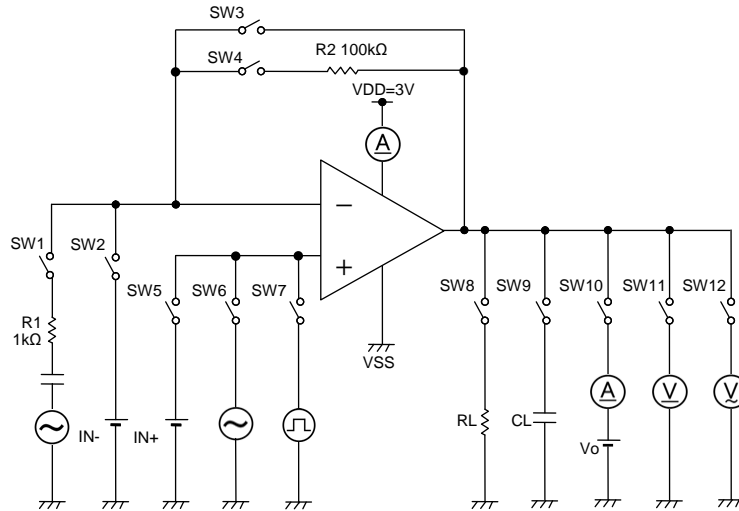 SW3
SW4
R2 100kΩ
VDD=3V
A
SW1
SW2
−
+
SW5
SW6
SW7
SW8
SW9
SW10
SW11
SW12
R1
1kΩ
VSS
A
V
V
~
IN-
IN+
~
~
RL
CL
Vo